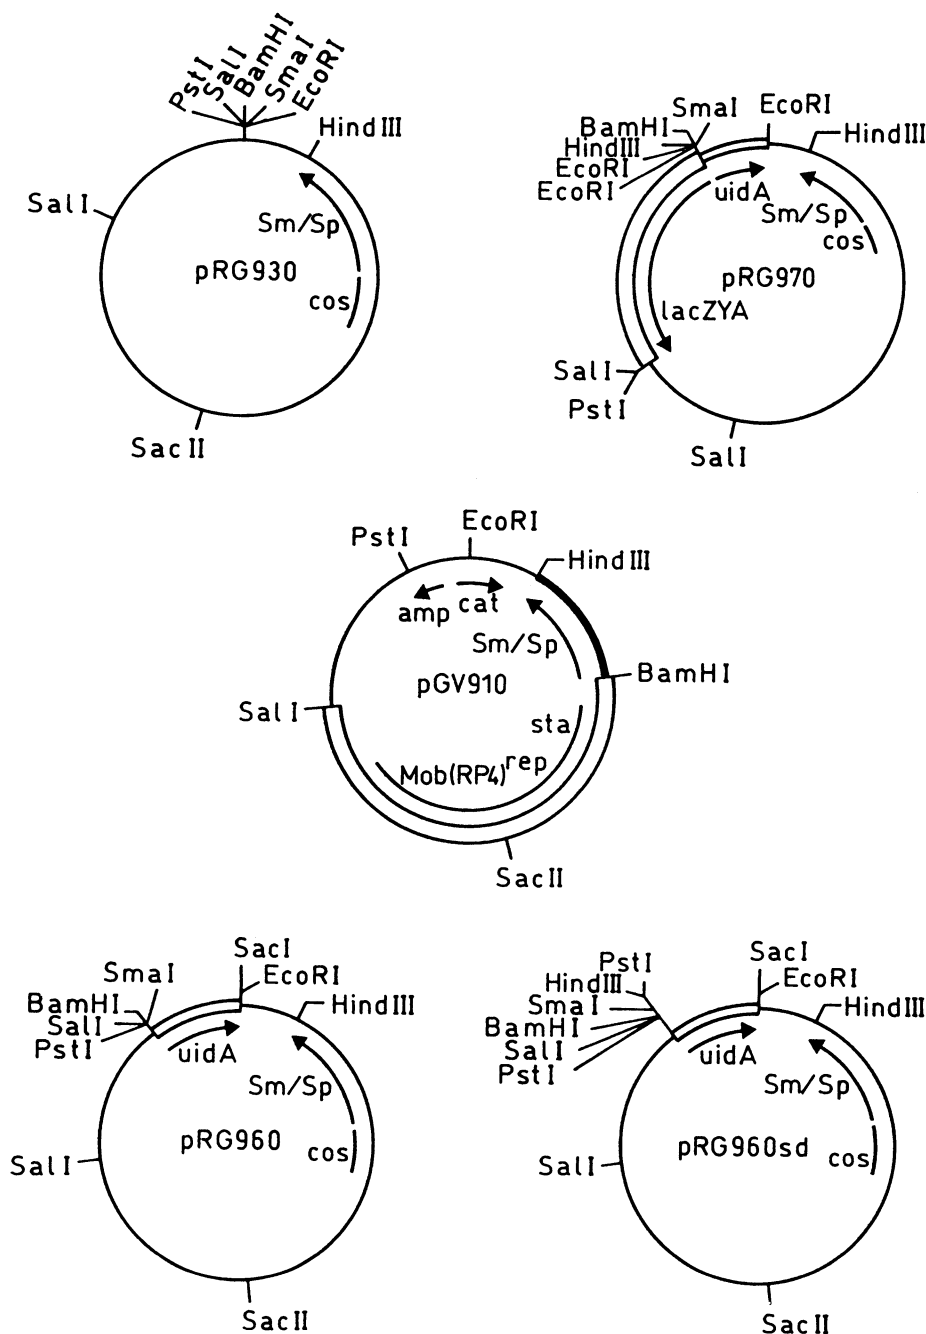 PstI
SalI
BamHI
SmaI
EcoRI
HindIII
SalI
Sm/Sp
pRG930
cos
SacII
SmaI
EcoRI
BamHI
HindIII
HindIII
EcoRI
EcoRI
uidA
Sm/Sp
cos
pRG970
lacZYA
SalI
PstI
SalI
PstI
EcoRI
HindIII
amp
cat
Sm/Sp
pGV910
BamHI
SalI
sta
Mob(RP4)
rep
SacII
SacI
SmaI
EcoRI
BamHI
HindIII
SalI
PstI
uidA
Sm/Sp
pRG960
cos
SalI
SacII
SacI
PstI
EcoRI
HindIII
HindIII
SmaI
BamHI
SalI
uidA
PstI
Sm/Sp
pRG960sd
cos
SalI
SacII